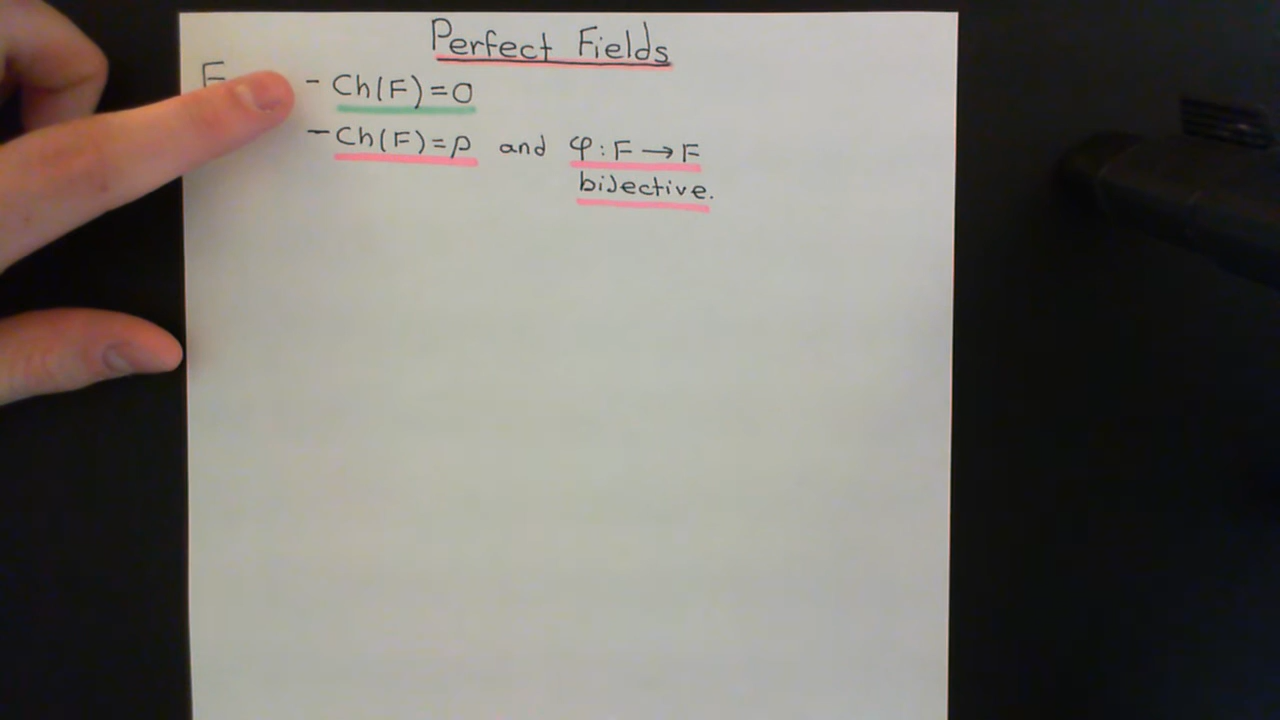 Perfect Fields
F - Ch(F)=0
- Ch(F)=p and φ:F→F
bijective.